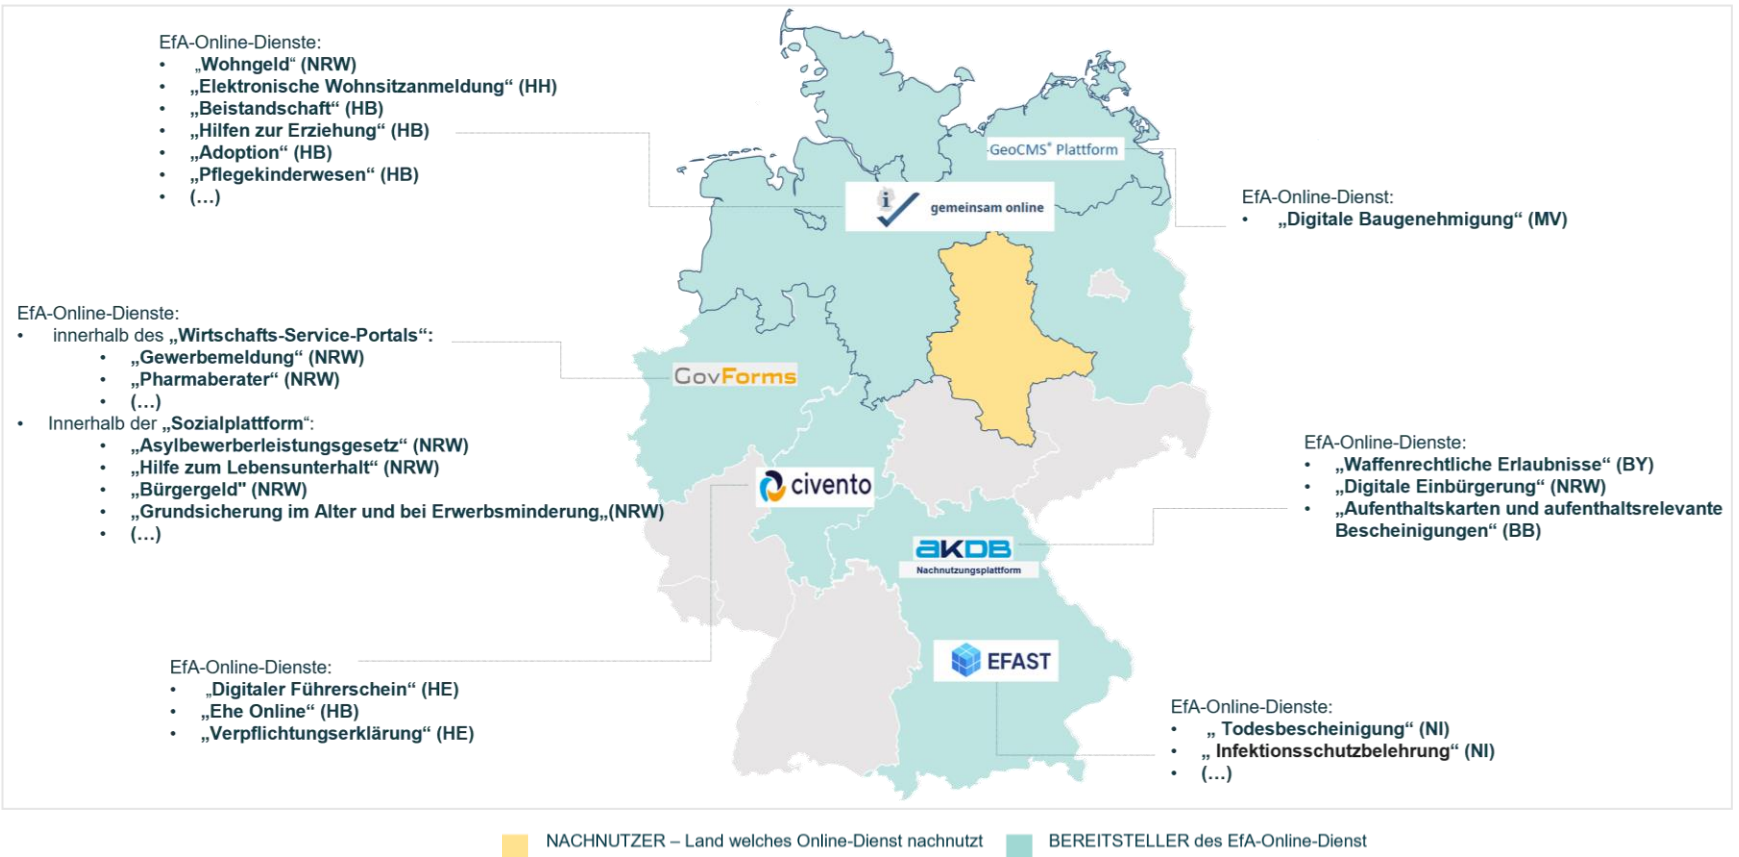 EfA-Online-Dienste:
• „Wohngeld“ (NRW)
• „Elektronische Wohnsitzanmeldung“ (HH)
• „Beistandschaft“ (HB)
• „Hilfen zur Erziehung“ (HB)
• „Adoption“ (HB)
• „Pflegekinderwesen“ (HB)
• (…)
GeoCMS® Plattform
i gemeinsam online
EfA-Online-Dienst:
• „Digitale Baugenehmigung“ (MV)
EfA-Online-Dienste:
• innerhalb des „Wirtschafts-Service-Portals“:
• „Gewerbemeldung“ (NRW)
• „Pharmaberater“ (NRW)
• (…)
• Innerhalb der „Sozialplattform“:
• „Asylbewerberleistungsgesetz“ (NRW)
• „Hilfe zum Lebensunterhalt“ (NRW)
• „Bürgergeld" (NRW)
• „Grundsicherung im Alter und bei Erwerbsminderung„(NRW)
• (…)
GovForms
civento
EfA-Online-Dienste:
• „Waffenrechtliche Erlaubnisse“ (BY)
• „Digitale Einbürgerung“ (NRW)
• „Aufenthaltskarten und aufenthaltsrelevante
Bescheinigungen“ (BB)
AKDB
Nachnutzungsplattform
EFAST
EfA-Online-Dienste:
• „Digitaler Führerschein“ (HE)
• „Ehe Online“ (HB)
• „Verpflichtungserklärung“ (HE)
EfA-Online-Dienste:
• „ Todesbescheinigung“ (NI)
• „ Infektionsschutzbelehrung“ (NI)
• (…)
NACHNUTZER – Land welches Online-Dienst nachnutzt
BEREITSTELLER des EfA-Online-Dienst